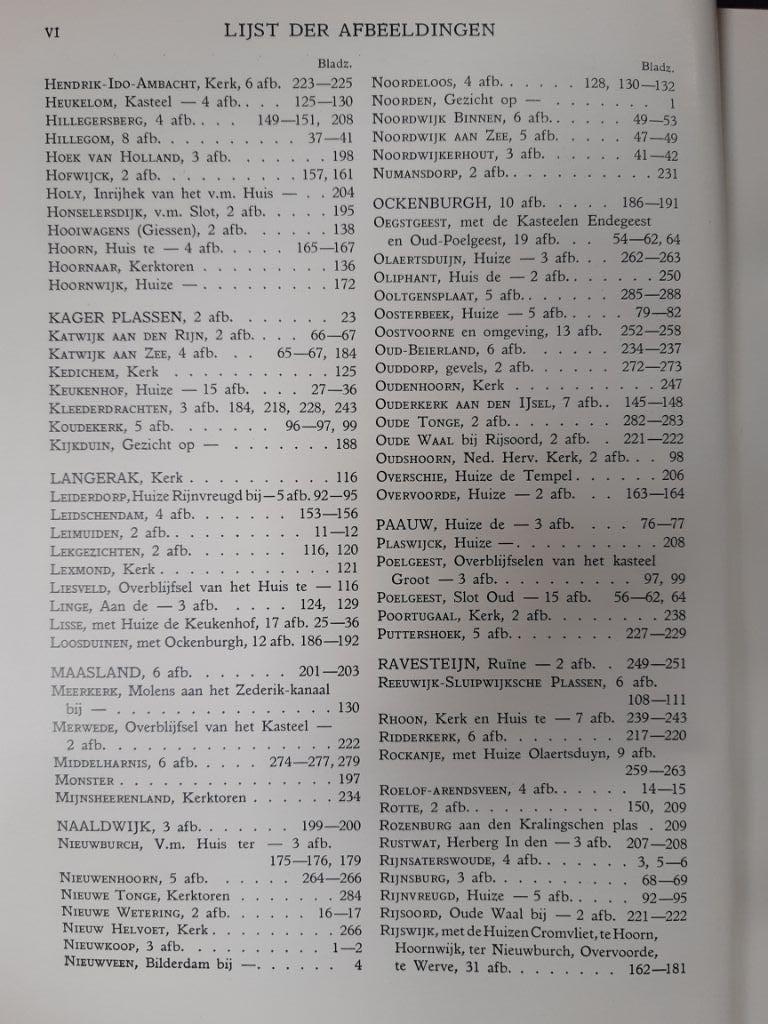 VI
LIJST DER AFBEELDINGEN
Bladz.
HENDRIK-IDO-AMBACHT, Kerk, 6 afb. 223—225
HEUKELOM, Kasteel — 4 afb. . . . 125—130
HILLEGERSBERG, 4 afb. . . . 149—151, 208
HILLEGOM, 8 afb. . . . . . . . . . 37—41
HOEK VAN HOLLAND, 3 afb. . . . . . . 198
HOFWIJCK, 2 afb. . . . . . . . . . 157, 161
HOLY, Inrijhek van het v.m. Huis — . . 204
HONSELERSDIJK, v.m. Slot, 2 afb. . . . . 195
HOOIWAGENS (Giessen), 2 afb. . . . . . 138
HOORN, Huis te — 4 afb. . . . . 165—167
HOORNAAR, Kerktoren . . . . . . . . . 136
HOORNWIJK, Huize — . . . . . . . . . 172
KAGER PLASSEN, 2 afb. . . . . . . . 23
KATWIJK AAN DEN RIJN, 2 afb. . . . 66—67
KATWIJK AAN ZEE, 4 afb. . . 65—67, 184
KEDICHEM, Kerk . . . . . . . . . . . 125
KEUKENHOF, Huize — 15 afb. . . . 27—36
KLEEDERDRACHTEN, 3 afb. 184, 218, 228, 243
KOUDEKERK, 5 afb. . . . . . . 96—97, 99
KIJKDUIN, Gezicht op — . . . . . . . 188
LANGERAK, Kerk . . . . . . . . . . . 116
LEIDERDORP, Huize Rijnvreugd bij — 5 afb. 92—95
LEIDSCHENDAM, 4 afb. . . . . . . 153—156
LEIMUIDEN, 2 afb. . . . . . . . . . 11—12
LEKGEZICHTEN, 2 afb. . . . . . . 116, 120
LEXMOND, Kerk . . . . . . . . . . . . 121
LIESVELD, Overblijfsel van het Huis te — 116
LINGE, Aan de — 3 afb. . . . . 124, 129
LISSE, met Huize de Keukenhof, 17 afb. 25—36
LOOSDUINEN, met Ockenburgh, 12 afb. 186—192
MAASLAND, 6 afb. . . . . . . . 201—203
MEERKERK, Molens aan het Zederik-kanaal
bij — . . . . . . . . . . . . . . . 130
MERWEDE, Overblijfsel van het Kasteel —
2 afb. . . . . . . . . . . . . . . . 222
MIDDELHARNIS, 6 afb. . . . . 274—277, 279
MONSTER . . . . . . . . . . . . . . . 197
MIJNSHEERENLAND, Kerktoren . . . . . . 234
NAALDWIJK, 3 afb. . . . . . . 199—200
NIEUWBURCH, V.m. Huis ter — 3 afb.
175—176, 179
NIEUWENHOORN, 5 afb. . . . . . . 264—266
NIEUWE TONGE, Kerktoren . . . . . . . 284
NIEUWE WETERING, 2 afb. . . . . . 16—17
NIEUW HELVOET, Kerk . . . . . . . . . 266
NIEUWKOOP, 3 afb. . . . . . . . . . . 1—2
NIEUWVEEN, Bilderdam bij — . . . . . . 4
Bladz.
NOORDELOOS, 4 afb. . . . . . 128, 130—132
NOORDEN, Gezicht op — . . . . . . . 1
NOORDWIJK BINNEN, 6 afb. . . . . . 49—53
NOORDWIJK AAN ZEE, 5 afb. . . . . 47—49
NOORDWIJKERHOUT, 3 afb. . . . . . 41—42
NUMANSDORP, 2 afb. . . . . . . . . . . 231
OCKENBURGH, 10 afb. . . . . . 186—191
OEGSTGEEST, met de Kasteelen Endegeest
en Oud-Poelgeest, 19 afb. . . 54—62, 64
OLAERTSDUIJN, Huize — 3 afb. . . 262—263
OLIPHANT, Huis de — 2 afb. . . . . . . 250
OOLTGENSPLAAT, 5 afb. . . . . . . 285—288
OOSTERBEEK, Huize — 5 afb. . . . . 79—82
OOSTVOORNE en omgeving, 13 afb. 252—258
OUD-BEIERLAND, 6 afb. . . . . . 234—237
OUDDORP, gevels, 2 afb. . . . . . 272—273
OUDENHOORN, Kerk . . . . . . . . . . 247
OUDERKERK AAN DEN IJSEL, 7 afb. . 145—148
OUDE TONGE, 2 afb. . . . . . . . 282—283
OUDE WAAL bij Rijsoord, 2 afb. . 221—222
OUDSHOORN, Ned. Herv. Kerk, 2 afb. . . 98
OVERSCHIE, Huize de Tempel . . . . . . 206
OVERVOORDE, Huize — 2 afb. . . 163—164
PAAUW, Huize de — 3 afb. . . . 76—77
PLASWIJCK, Huize — . . . . . . . . . . 208
POELGEEST, Overblijfselen van het kasteel
Groot — 3 afb. . . . . . . . . . 97, 99
POELGEEST, Slot Oud — 15 afb. 56—62, 64
POORTUGAAL, Kerk, 2 afb. . . . . . . . 238
PUTTERSHOEK, 5 afb. . . . . . . . 227—229
RAVESTEIJN, Ruïne — 2 afb. . 249—251
REEUWIJK-SLUIPWIJKSCHE PLASSEN, 6 afb.
108—111
RHOON, Kerk en Huis te — 7 afb. 239—243
RIDDERKERK, 6 afb. . . . . . . . 217—220
ROCKANJE, met Huize Olaertsduyn, 9 afb.
259—263
ROELOF-ARENDSVEEN, 4 afb. . . . . . 14—15
ROTTE, 2 afb. . . . . . . . . . 150, 209
ROZENBURG aan den Kralingschen plas . 209
RUSTWAT, Herberg In den — 3 afb. 207—208
RIJNSATERSWOUDE, 4 afb. . . . . . . 3, 5—6
RIJNSBURG, 3 afb. . . . . . . . . . 68—69
RIJNVREUGD, Huize — 5 afb. . . . . 92—95
RIJSOORD, Oude Waal bij — 2 afb. 221—222
RIJSWIJK, met de Huizen Cromvliet, te Hoorn,
Hoornwijk, ter Nieuwburch, Overvoorde,
te Werve, 31 afb. . . . . . . . 162—181